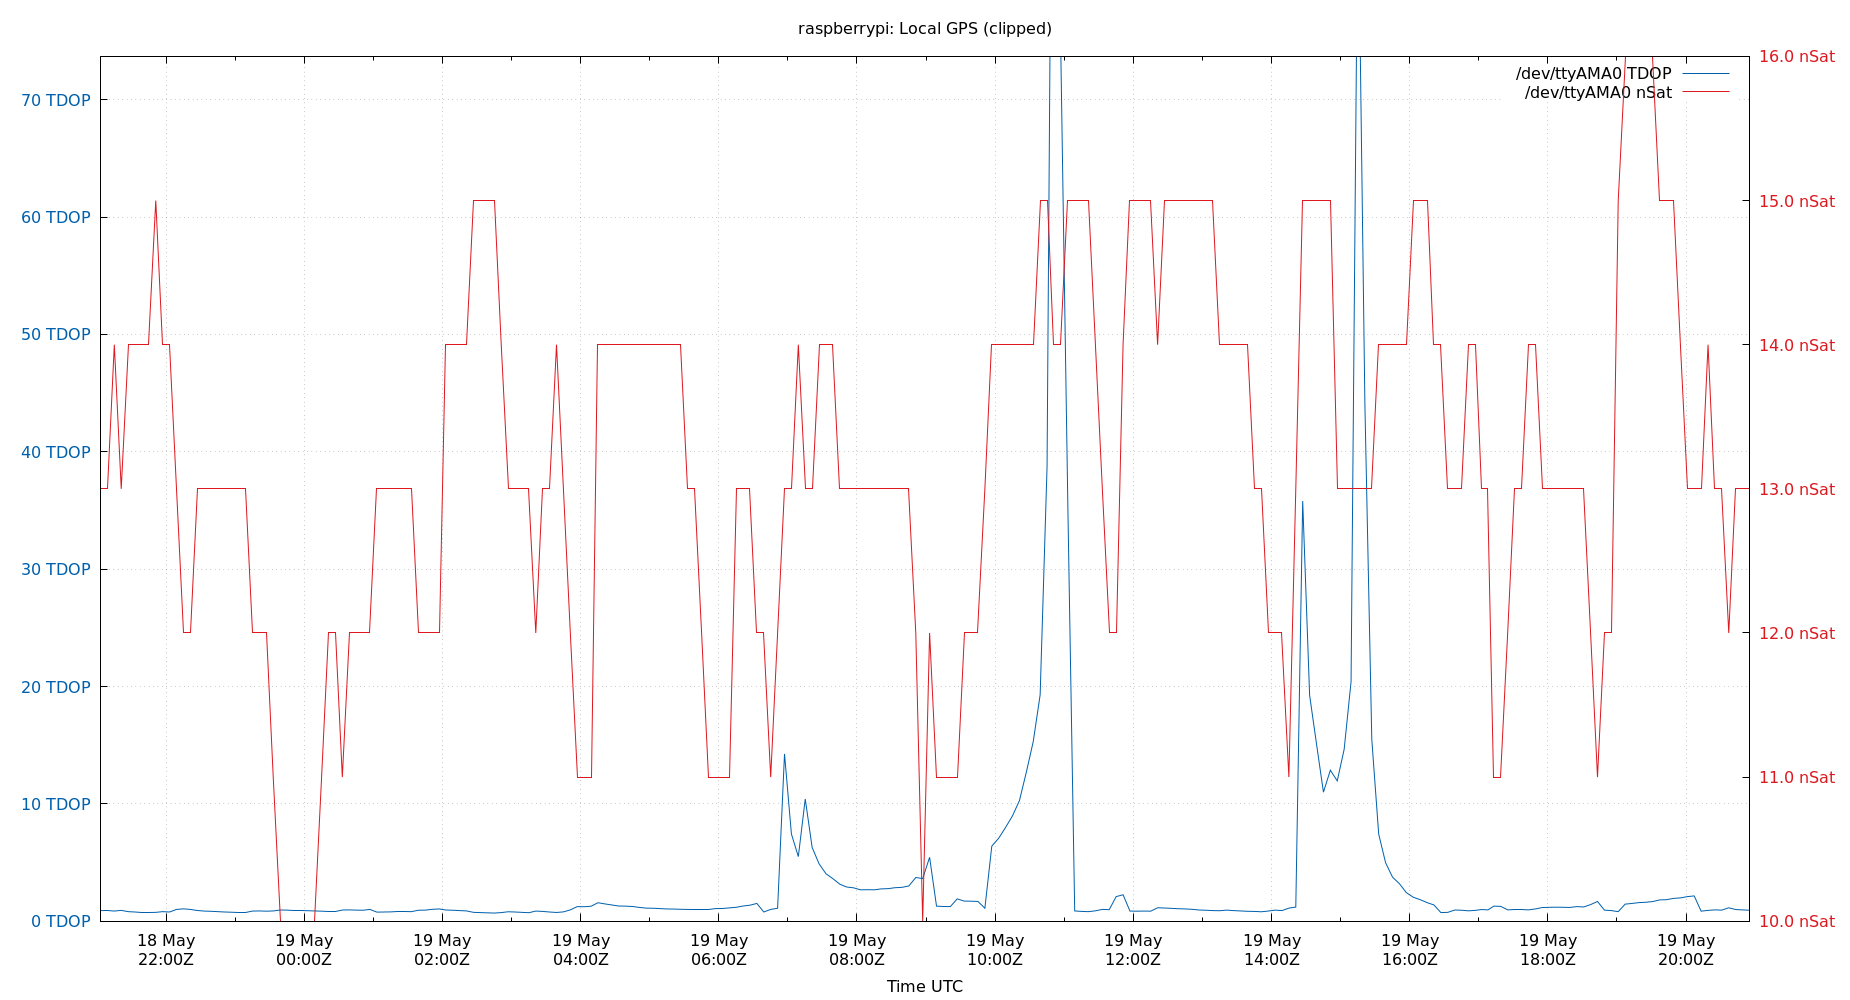 raspberrypi: Local GPS (clipped)
/dev/ttyAMA0 TDOP
/dev/ttyAMA0 nSat
70 TDOP
60 TDOP
50 TDOP
40 TDOP
30 TDOP
20 TDOP
10 TDOP
0 TDOP
16.0 nSat
15.0 nSat
14.0 nSat
13.0 nSat
12.0 nSat
11.0 nSat
10.0 nSat
18 May
22:00Z
19 May
00:00Z
19 May
02:00Z
19 May
04:00Z
19 May
06:00Z
19 May
08:00Z
19 May
10:00Z
19 May
12:00Z
19 May
14:00Z
19 May
16:00Z
19 May
18:00Z
19 May
20:00Z
Time UTC